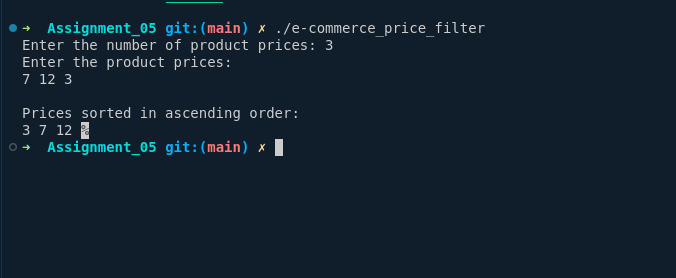 ➜ Assignment_05 git:(main) ✗ ./e-commerce_price_filter
Enter the number of product prices: 3
Enter the product prices:
7 12 3
Prices sorted in ascending order:
3 7 12 %
➜ Assignment_05 git:(main) ✗